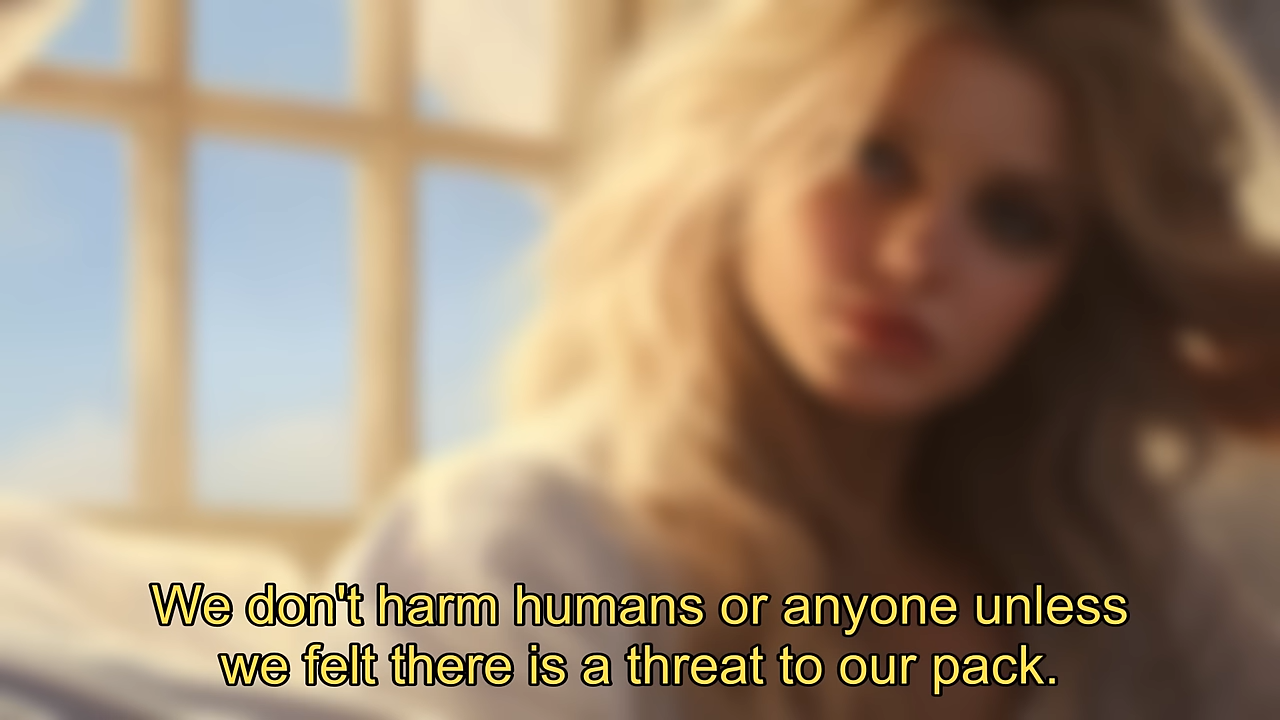 We don't harm humans or anyone unless
we felt there is a threat to our pack.